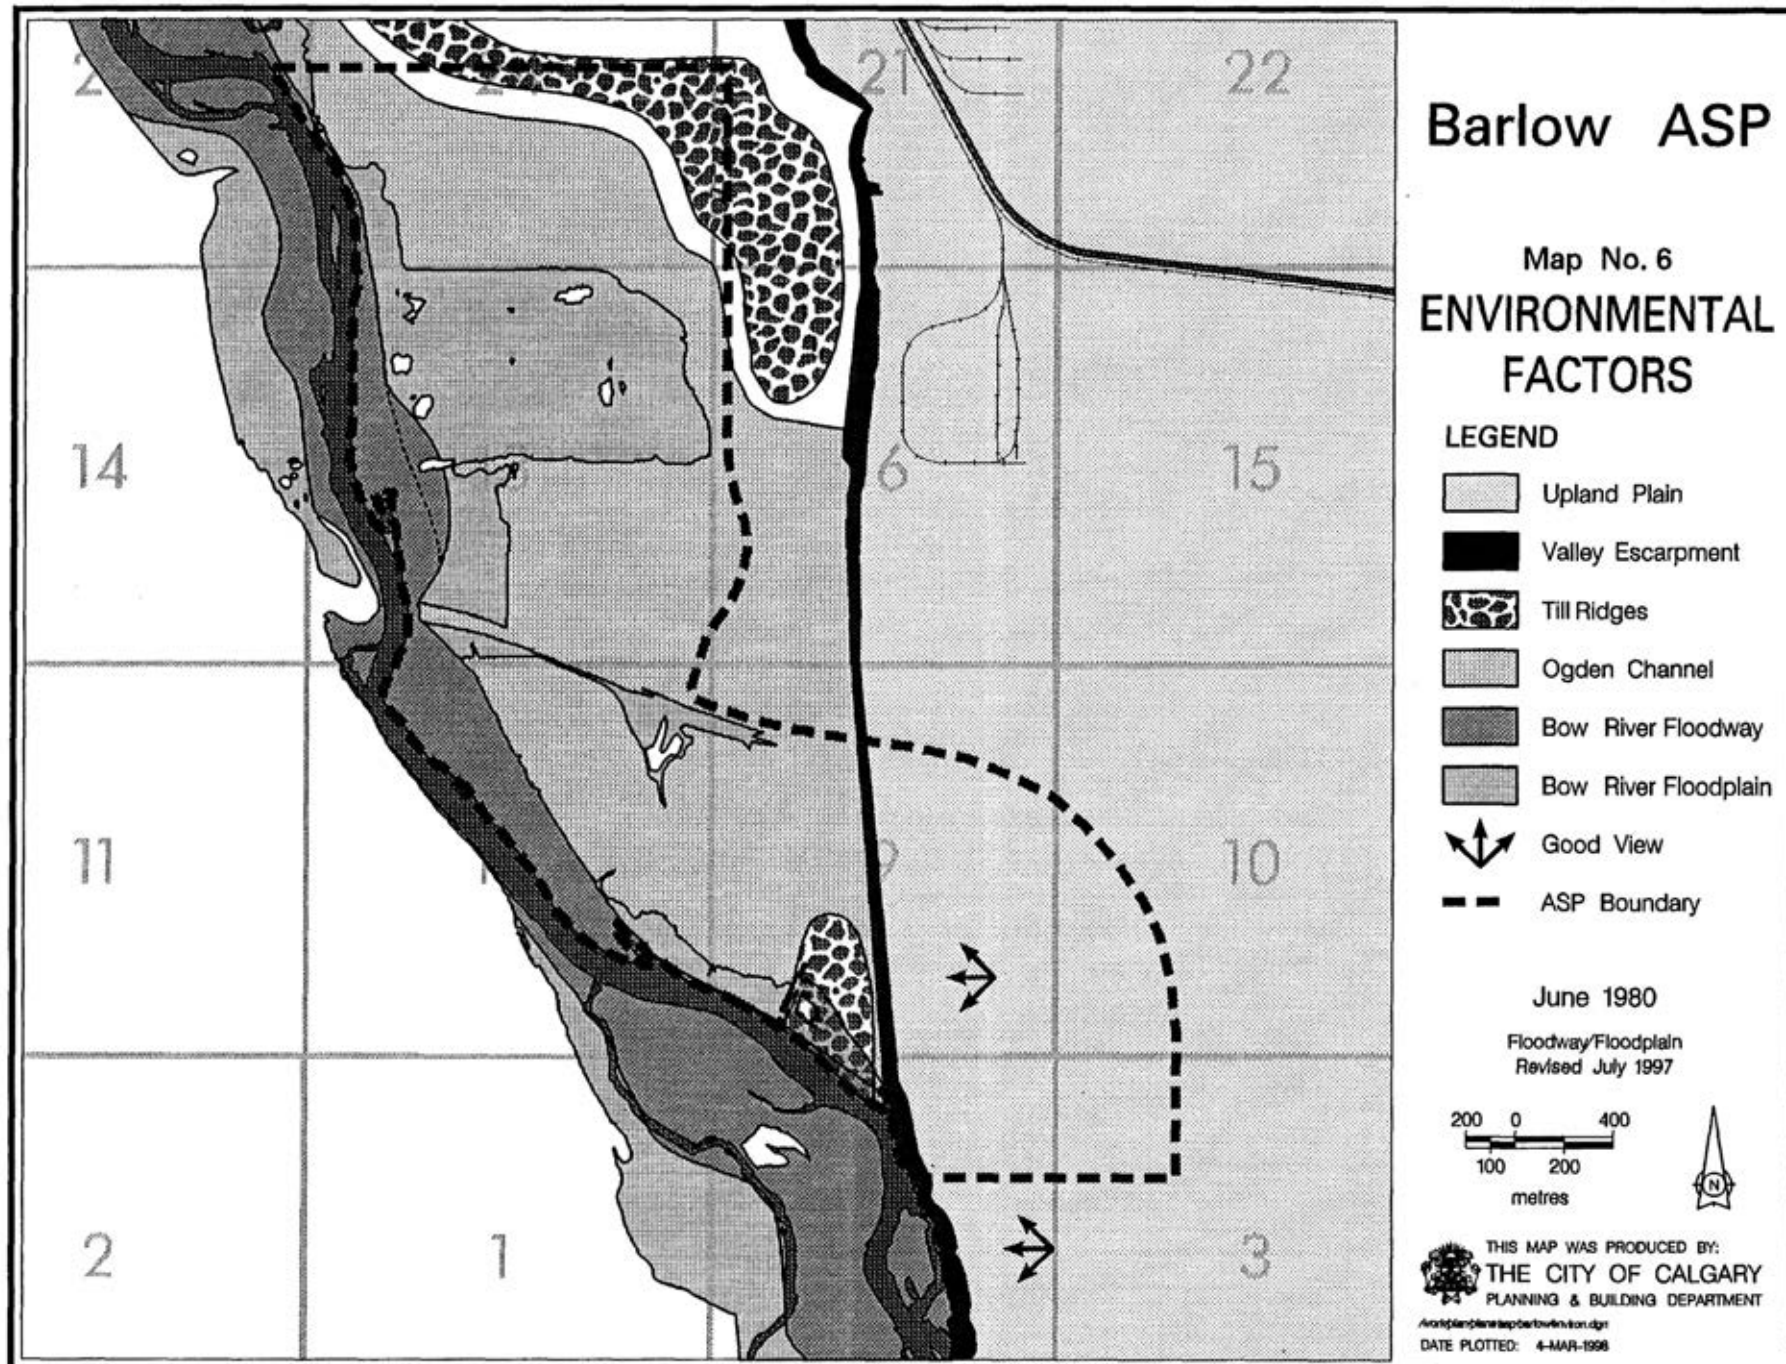 Barlow ASP
Map No. 6
ENVIRONMENTAL
FACTORS
LEGEND
Upland Plain
Valley Escarpment
Till Ridges
Ogden Channel
Bow River Floodway
Bow River Floodplain
Good View
ASP Boundary
June 1980
Floodway/Floodplain
Revised July 1997
200 0 400
100 200
metres
N
THIS MAP WAS PRODUCED BY:
THE CITY OF CALGARY
PLANNING & BUILDING DEPARTMENT
DATE PLOTTED: 4-MAR-1998
21 22
14 15
11 9 10
2 1 3